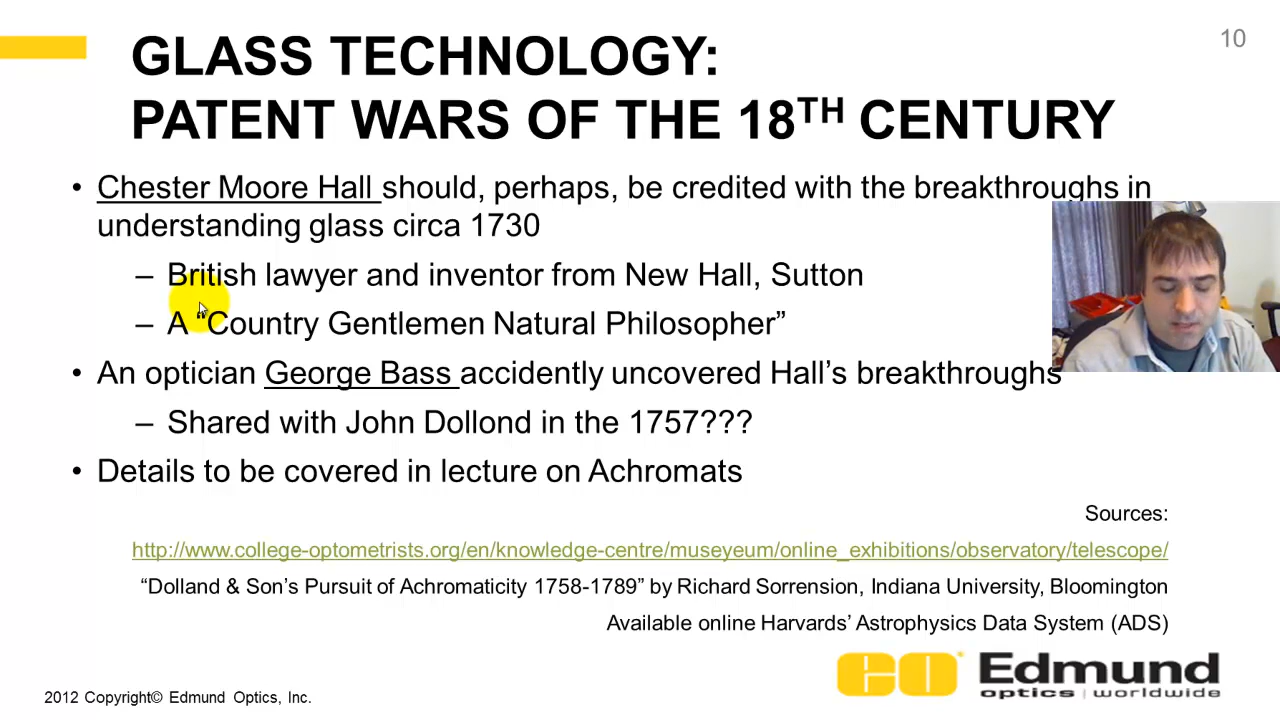 10
GLASS TECHNOLOGY:
PATENT WARS OF THE 18TH CENTURY
• Chester Moore Hall should, perhaps, be credited with the breakthroughs in
understanding glass circa 1730
– British lawyer and inventor from New Hall, Sutton
– A “Country Gentlemen Natural Philosopher”
• An optician George Bass accidently uncovered Hall’s breakthroughs
– Shared with John Dollond in the 1757???
• Details to be covered in lecture on Achromats
Sources:
http://www.college-optometrists.org/en/knowledge-centre/museyeum/online_exhibitions/observatory/telescope/
“Dolland & Son’s Pursuit of Achromaticity 1758-1789” by Richard Sorrension, Indiana University, Bloomington
Available online Harvards’ Astrophysics Data System (ADS)
EO Edmund
optics | worldwide
2012 Copyright© Edmund Optics, Inc.